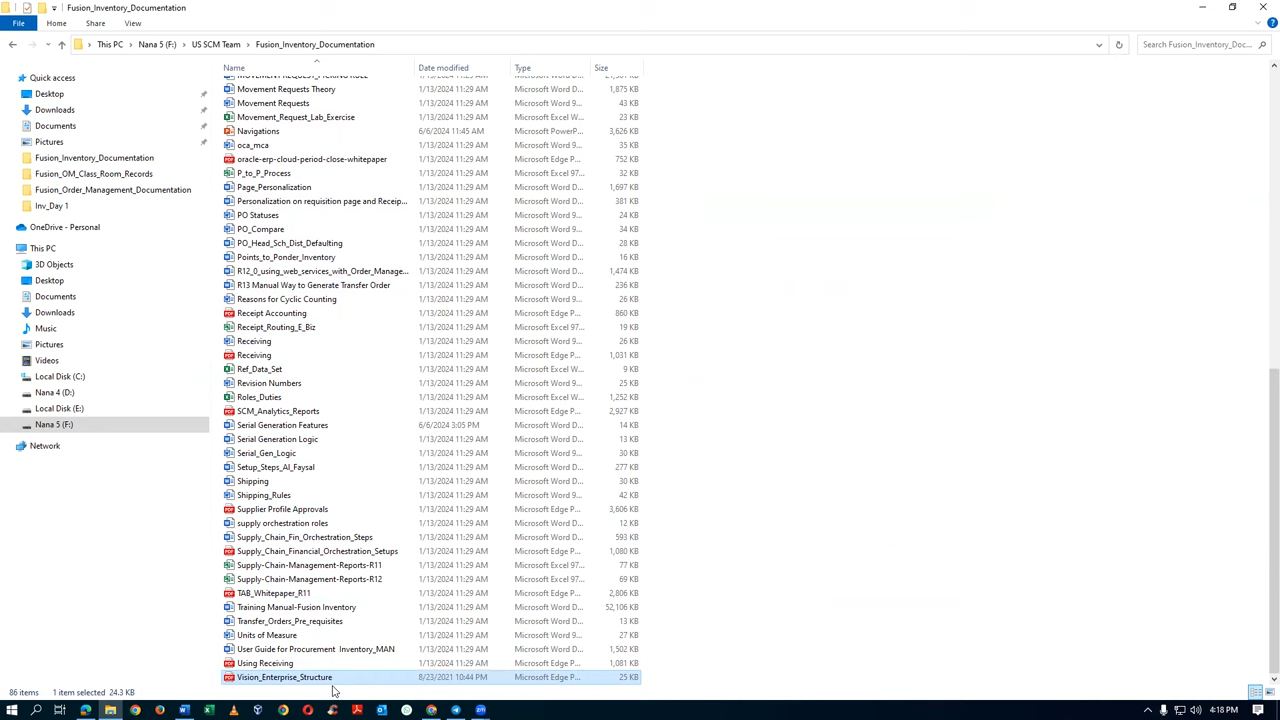 Fusion_Inventory_Documentation
File Home Share View
This PC > Nana 5 (F:) > US SCM Team > Fusion_Inventory_Documentation
Search Fusion_Inventory_Doc...
Name Date modified Type Size
Quick access
Desktop
Downloads
Documents
Pictures
Fusion_Inventory_Documentation
Fusion_OM_Class_Room_Records
Fusion_Order_Management_Documentation
Inv_Day 1
OneDrive - Personal
This PC
3D Objects
Desktop
Documents
Downloads
Music
Pictures
Videos
Local Disk (C:)
Nana 4 (D:)
Local Disk (E:)
Nana 5 (F:)
Network
Movement Requests Theory 1/13/2024 11:29 AM Microsoft Word D... 1,875 KB
Movement Requests 1/13/2024 11:29 AM Microsoft Word 9... 43 KB
Movement_Request_Lab_Exercise 1/13/2024 11:29 AM Microsoft Excel W... 23 KB
Navigations 6/6/2024 11:45 AM Microsoft PowerP... 3,626 KB
oca_mca 1/13/2024 11:29 AM Microsoft Word 9... 35 KB
oracle-erp-cloud-period-close-whitepaper 1/13/2024 11:29 AM Microsoft Edge P... 752 KB
P_to_P_Process 1/13/2024 11:29 AM Microsoft Excel 97... 32 KB
Page_Personalization 1/13/2024 11:29 AM Microsoft Word D... 1,697 KB
Personalization on requisition page and Receip... 1/13/2024 11:29 AM Microsoft Word D... 381 KB
PO Statuses 1/13/2024 11:29 AM Microsoft Word 9... 24 KB
PO_Compare 1/13/2024 11:29 AM Microsoft Word 9... 34 KB
PO_Head_Sch_Dist_Defaulting 1/13/2024 11:29 AM Microsoft Word 9... 28 KB
Points_to_Ponder_Inventory 1/13/2024 11:29 AM Microsoft Word D... 16 KB
R12_0_using_web_services_with_Order_Manage... 1/13/2024 11:29 AM Microsoft Word D... 1,474 KB
R13 Manual Way to Generate Transfer Order 1/13/2024 11:29 AM Microsoft Word D... 236 KB
Reasons for Cyclic Counting 1/13/2024 11:29 AM Microsoft Word 9... 26 KB
Receipt Accounting 1/13/2024 11:29 AM Microsoft Edge P... 860 KB
Receipt_Routing_E_Biz 1/13/2024 11:29 AM Microsoft Excel 97... 19 KB
Receiving 1/13/2024 11:29 AM Microsoft Word 9... 26 KB
Receiving 1/13/2024 11:29 AM Microsoft Edge P... 1,031 KB
Ref_Data_Set 1/13/2024 11:29 AM Microsoft Excel W... 9 KB
Revision Numbers 1/13/2024 11:29 AM Microsoft Word 9... 25 KB
Roles_Duties 1/13/2024 11:29 AM Microsoft Excel W... 1,252 KB
SCM_Analytics_Reports 1/13/2024 11:29 AM Microsoft Edge P... 2,927 KB
Serial Generation Features 6/6/2024 3:05 PM Microsoft Word D... 14 KB
Serial Generation Logic 1/13/2024 11:29 AM Microsoft Word D... 13 KB
Serial_Gen_Logic 1/13/2024 11:29 AM Microsoft Word 9... 30 KB
Setup_Steps_Al_Faysal 1/13/2024 11:29 AM Microsoft Word D... 277 KB
Shipping 1/13/2024 11:29 AM Microsoft Word D... 31 KB
Shipping_Rules 1/13/2024 11:29 AM Microsoft Word 9... 42 KB
Supplier Profile Approvals 1/13/2024 11:29 AM Microsoft Edge P... 3,606 KB
supply orchestration roles 1/13/2024 11:29 AM Microsoft Word D... 12 KB
Supply_Chain_Fin_Orchestration_Steps 1/13/2024 11:29 AM Microsoft Word D... 593 KB
Supply_Chain_Financial_Orchestration_Setups 1/13/2024 11:29 AM Microsoft Edge P... 1,080 KB
Supply-Chain-Management-Reports-R11 1/13/2024 11:29 AM Microsoft Excel 97... 77 KB
Supply-Chain-Management-Reports-R12 1/13/2024 11:29 AM Microsoft Excel 97... 69 KB
TAB_Whitepaper_R11 1/13/2024 11:29 AM Microsoft Edge P... 2,806 KB
Training Manual-Fusion Inventory 1/13/2024 11:29 AM Microsoft Word D... 52,106 KB
Transfer_Orders_Pre_requisites 1/13/2024 11:29 AM Microsoft Word D... 13 KB
Units of Measure 1/13/2024 11:29 AM Microsoft Word 9... 27 KB
User Guide for Procurement Inventory_MAN 1/13/2024 11:29 AM Microsoft Word D... 1,502 KB
Using Receiving 1/13/2024 11:29 AM Microsoft Edge P... 1,081 KB
Vision_Enterprise_Structure 8/23/2021 10:44 PM Microsoft Edge P... 25 KB
86 items 1 item selected 24.3 KB
4:18 PM